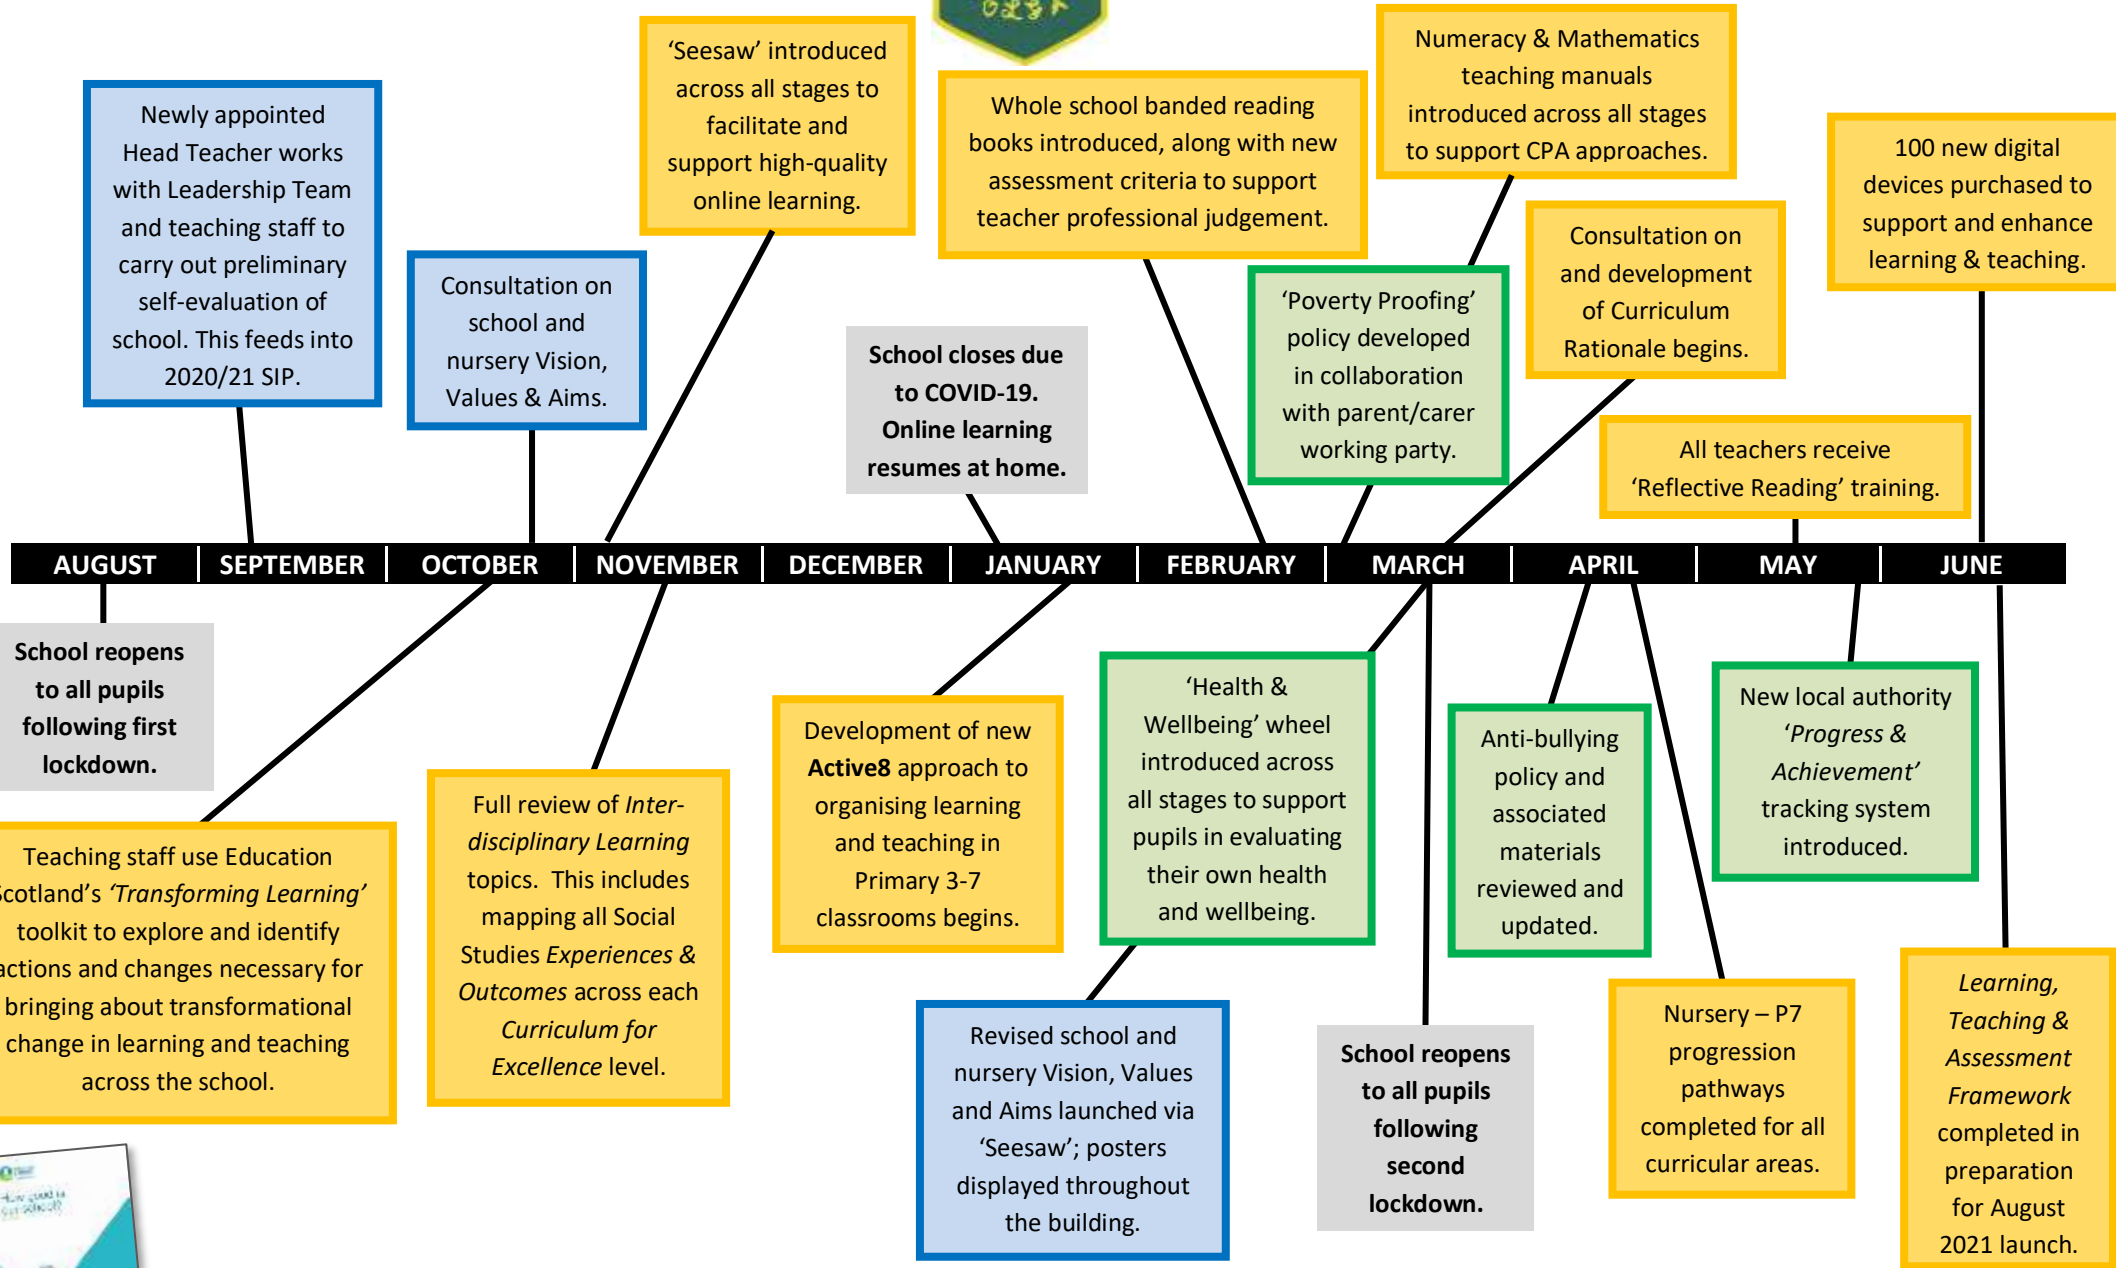 ‘Seesaw’ introduced
across all stages to
facilitate and
support high-quality
online learning.
Numeracy & Mathematics
teaching manuals
introduced across all stages
to support CPA approaches.
Newly appointed
Head Teacher works
with Leadership Team
and teaching staff to
carry out preliminary
self-evaluation of
school. This feeds into
2020/21 SIP.
Whole school banded reading
books introduced, along with new
assessment criteria to support
teacher professional judgement.
100 new digital
devices purchased to
support and enhance
learning & teaching.
Consultation on
school and
nursery Vision,
Values & Aims.
Consultation on
and development
of Curriculum
Rationale begins.
‘Poverty Proofing’
policy developed
in collaboration
with parent/carer
working party.
School closes due
to COVID-19.
Online learning
resumes at home.
All teachers receive
‘Reflective Reading’ training.
AUGUST SEPTEMBER OCTOBER NOVEMBER DECEMBER JANUARY FEBRUARY MARCH APRIL MAY JUNE
School reopens
to all pupils
following first
lockdown.
Teaching staff use Education
Scotland’s ‘Transforming Learning’
toolkit to explore and identify
actions and changes necessary for
bringing about transformational
change in learning and teaching
across the school.
Full review of Inter-
disciplinary Learning
topics. This includes
mapping all Social
Studies Experiences &
Outcomes across each
Curriculum for
Excellence level.
Development of new
Active8 approach to
organising learning
and teaching in
Primary 3-7
classrooms begins.
‘Health &
Wellbeing’ wheel
introduced across
all stages to support
pupils in evaluating
their own health
and wellbeing.
Revised school and
nursery Vision, Values
and Aims launched via
‘Seesaw’; posters
displayed throughout
the building.
School reopens
to all pupils
following
second
lockdown.
Anti-bullying
policy and
associated
materials
reviewed and
updated.
Nursery – P7
progression
pathways
completed for all
curricular areas.
New local authority
‘Progress &
Achievement’
tracking system
introduced.
Learning,
Teaching &
Assessment
Framework
completed in
preparation
for August
2021 launch.
How good is
our school?